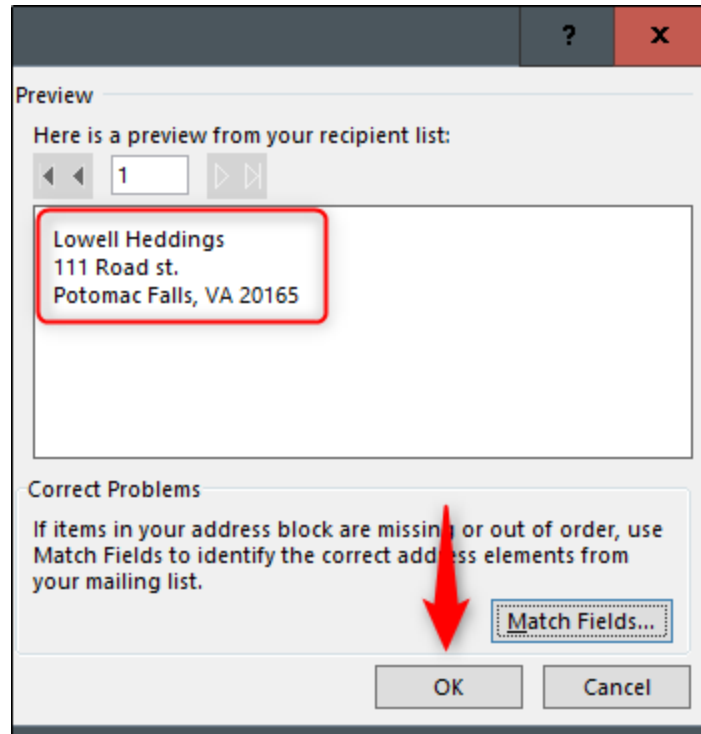 ?
x
Preview
Here is a preview from your recipient list:
1
Lowell Heddings
111 Road st.
Potomac Falls, VA 20165
Correct Problems
If items in your address block are missing or out of order, use
Match Fields to identify the correct address elements from
your mailing list.
Match Fields...
OK
Cancel